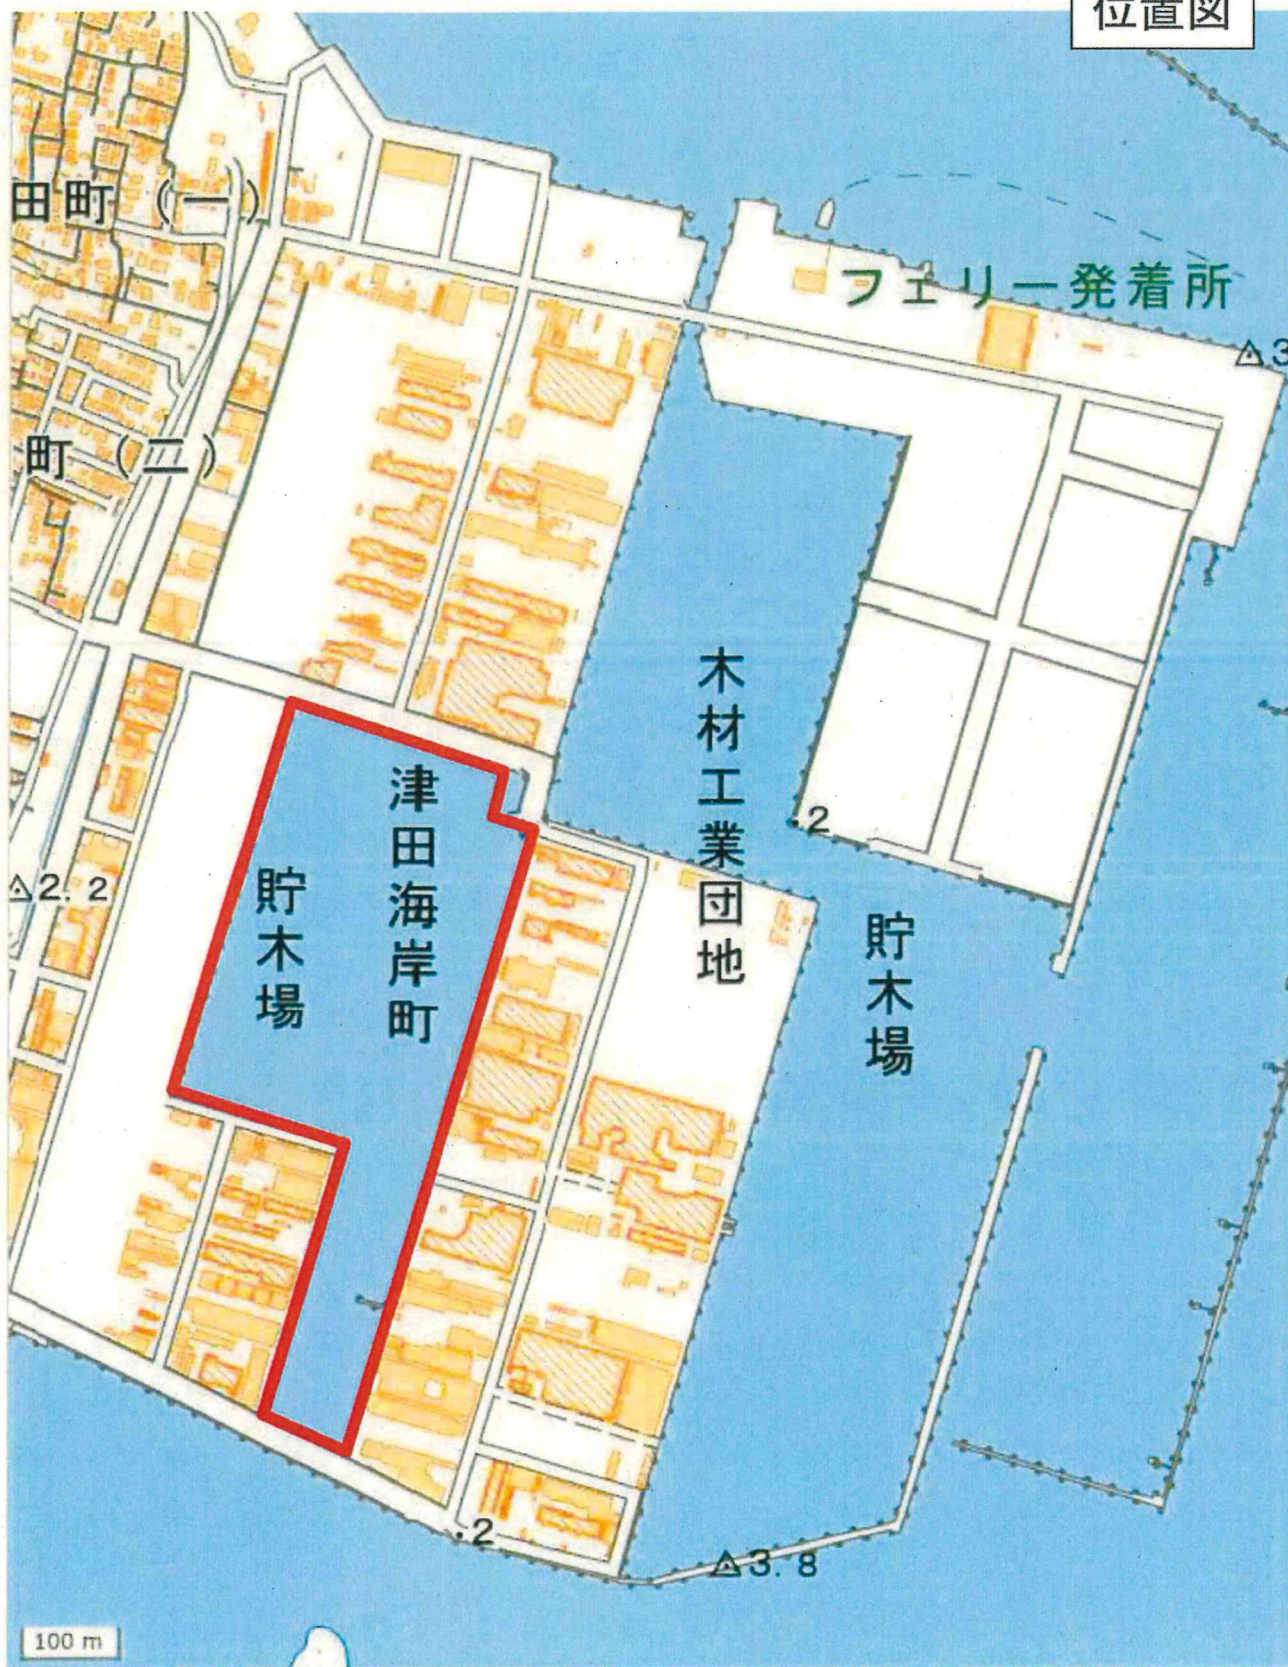 位置図
田町（一）
フェリー発着所
町（二）
木材工業団地
津田海岸町
貯木場
2
2.2
貯木場
2
3.8
100 m